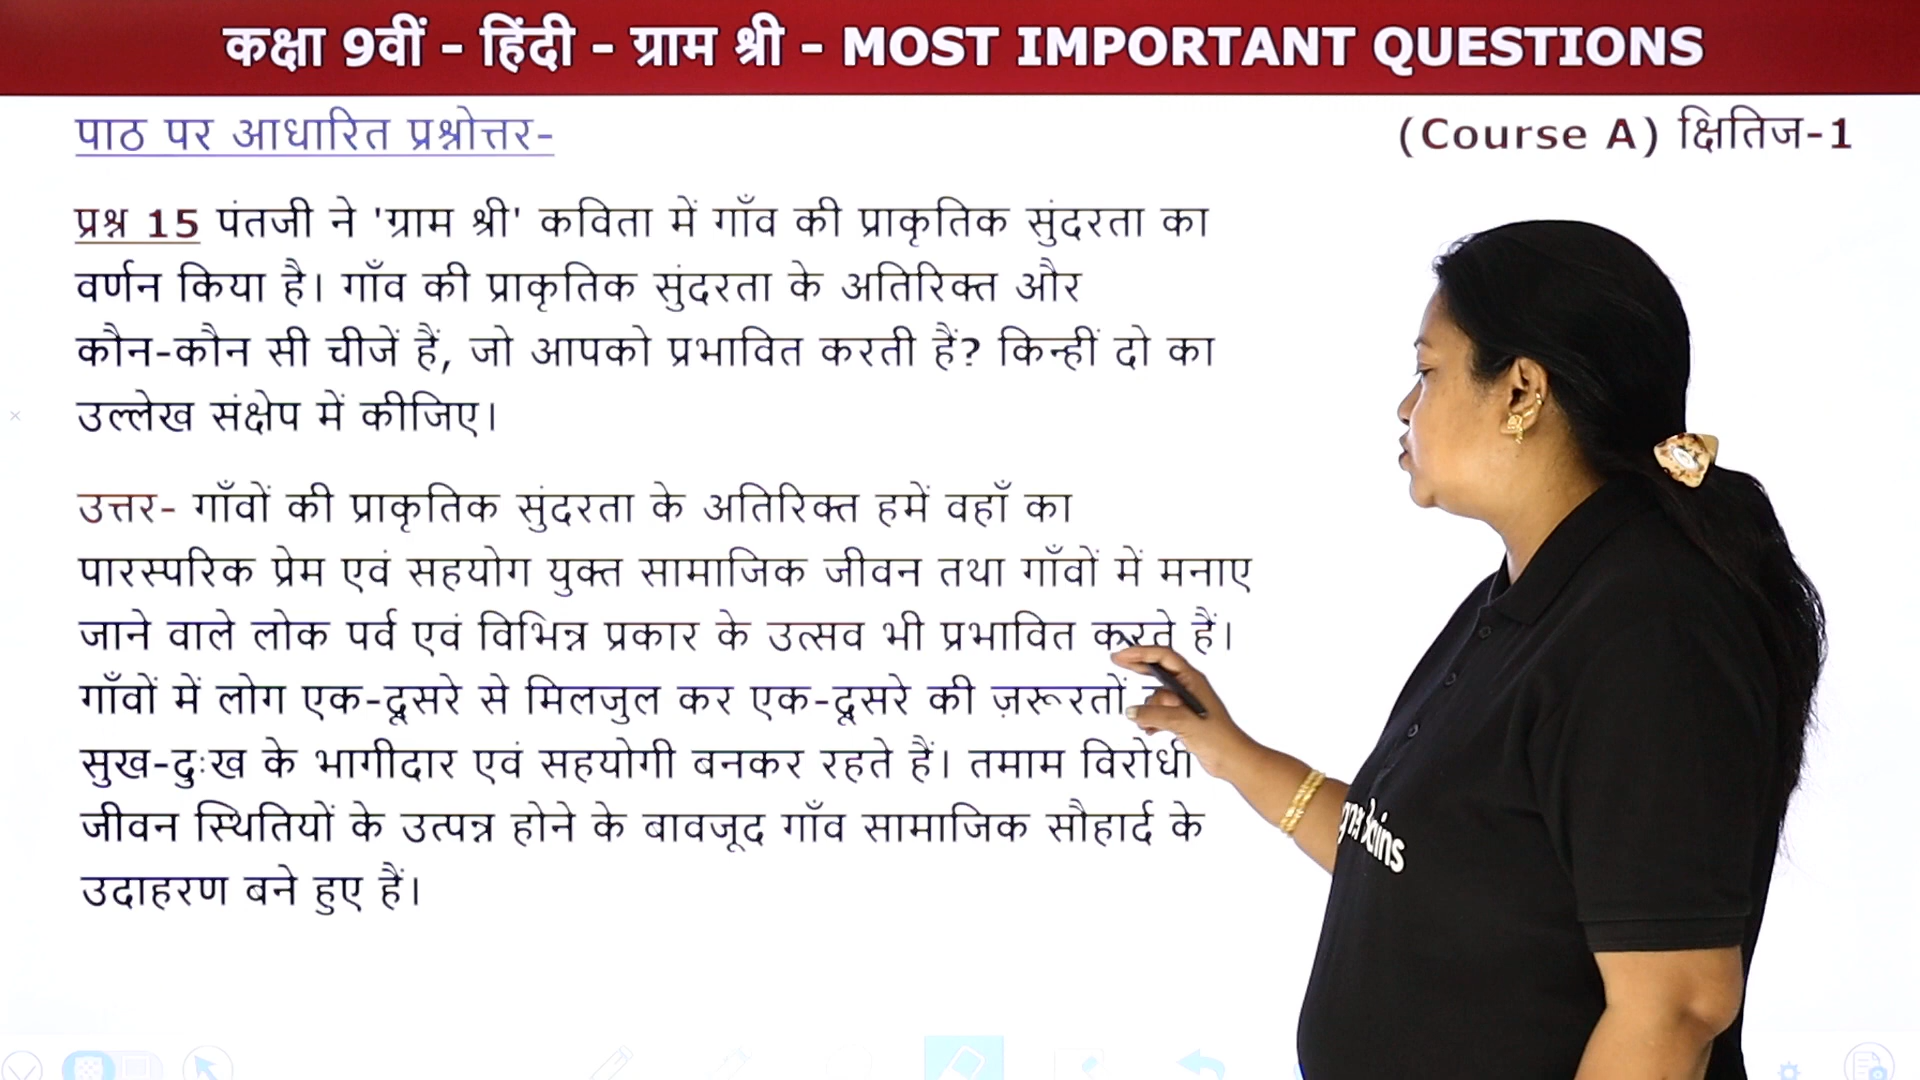 कक्षा 9वीं - हिंदी - ग्राम श्री - MOST IMPORTANT QUESTIONS
पाठ पर आधारित प्रश्नोत्तर-
(Course A) क्षितिज-1
प्रश्न 15 पंतजी ने 'ग्राम श्री' कविता में गाँव की प्राकृतिक सुंदरता का
वर्णन किया है। गाँव की प्राकृतिक सुंदरता के अतिरिक्त और
कौन-कौन सी चीजें हैं, जो आपको प्रभावित करती हैं? किन्हीं दो का
उल्लेख संक्षेप में कीजिए।
उत्तर- गाँवों की प्राकृतिक सुंदरता के अतिरिक्त हमें वहाँ का
पारस्परिक प्रेम एवं सहयोग युक्त सामाजिक जीवन तथा गाँवों में मनाए
जाने वाले लोक पर्व एवं विभिन्न प्रकार के उत्सव भी प्रभावित करते हैं।
गाँवों में लोग एक-दूसरे से मिलजुल कर एक-दूसरे की ज़रूरतों
सुख-दुःख के भागीदार एवं सहयोगी बनकर रहते हैं। तमाम विरोधी
जीवन स्थितियों के उत्पन्न होने के बावजूद गाँव सामाजिक सौहार्द के
उदाहरण बने हुए हैं।